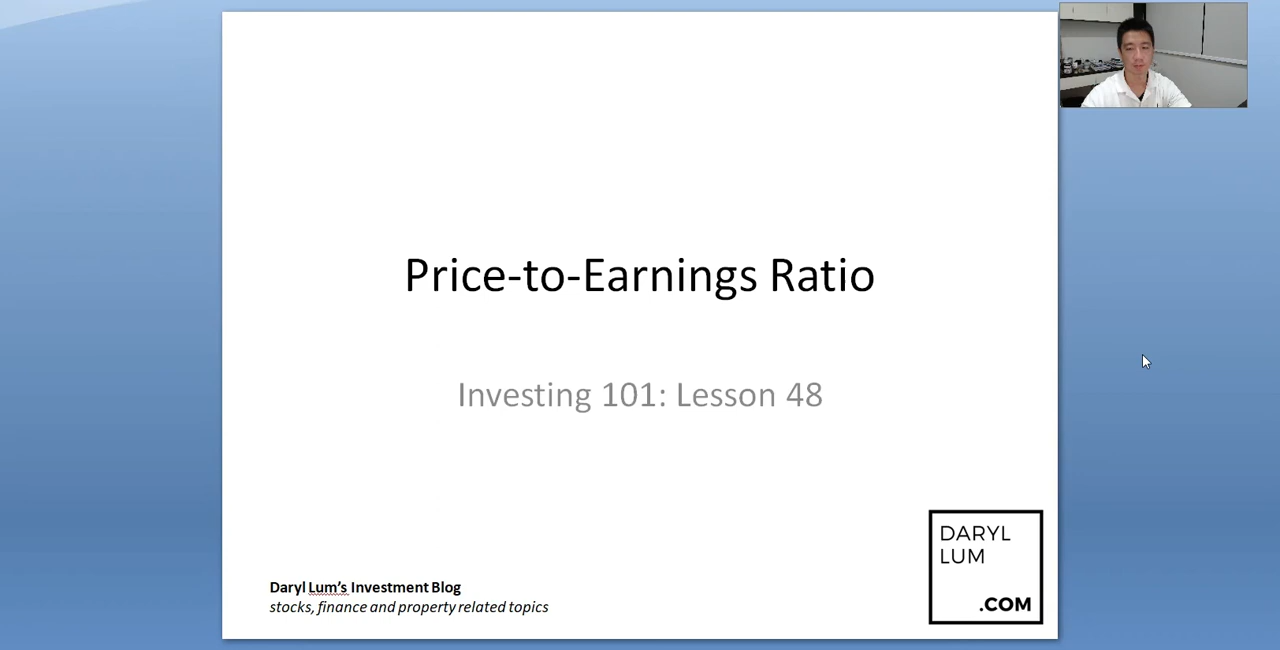 Price-to-Earnings Ratio
Investing 101: Lesson 48
DARYL
LUM
.COM
Daryl Lum's Investment Blog
stocks, finance and property related topics